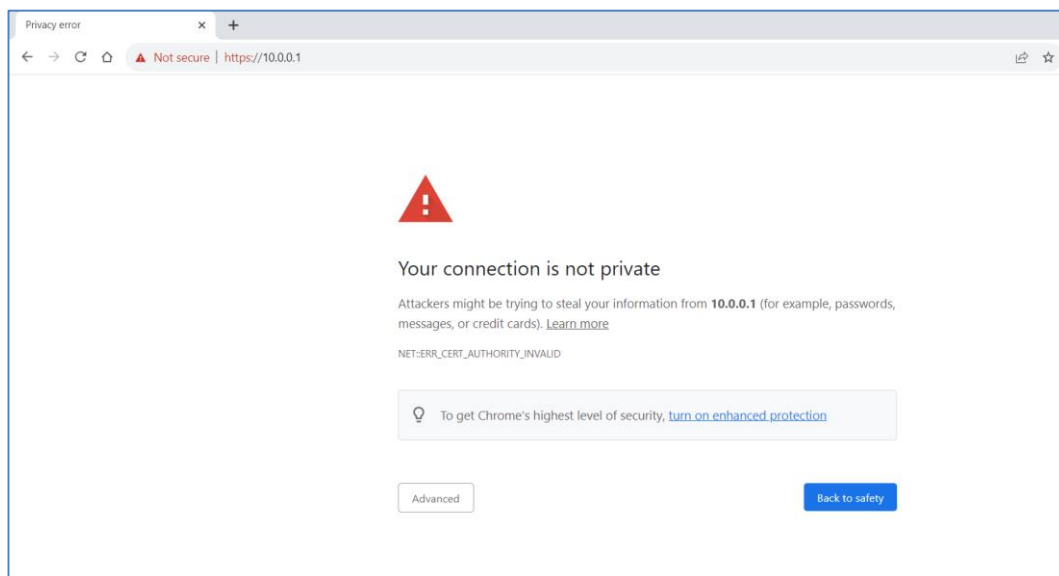 Privacy error
Not secure | https://10.0.0.1
Your connection is not private
Attackers might be trying to steal your information from 10.0.0.1 (for example, passwords,
messages, or credit cards). Learn more
NET::ERR_CERT_AUTHORITY_INVALID
To get Chrome's highest level of security, turn on enhanced protection
Advanced
Back to safety